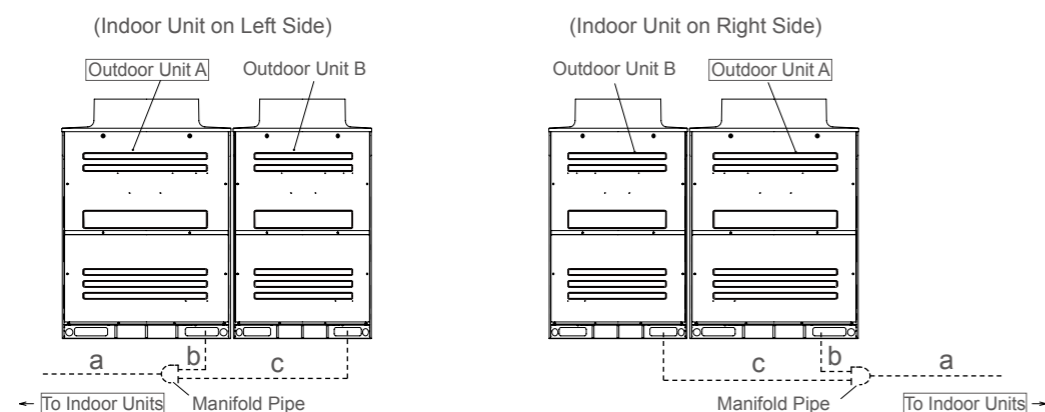 (Indoor Unit on Left Side)
(Indoor Unit on Right Side)
Outdoor Unit A
Outdoor Unit B
Outdoor Unit B
Outdoor Unit A
a
b
c
c
b
a
← To Indoor Units
Manifold Pipe
Manifold Pipe
To Indoor Units →